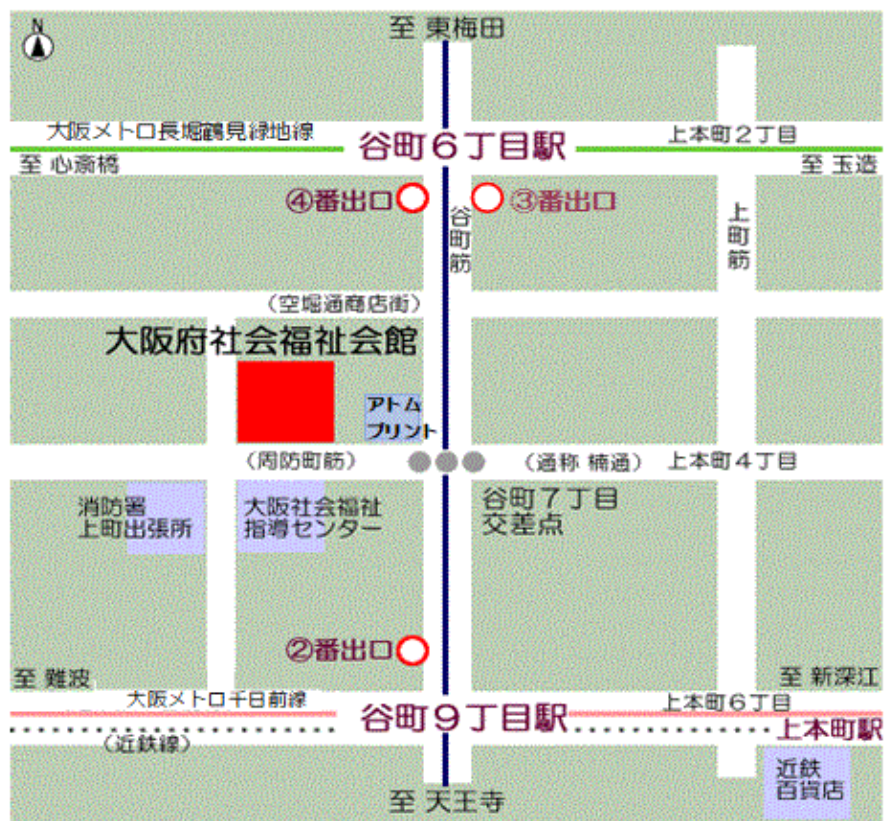 N
至 東梅田
大阪メトロ長堀鶴見緑地線
谷町6丁目駅
上本町2丁目
至 心斎橋
至 玉造
④番出口
③番出口
谷町筋
上町筋
（空堀通商店街）
大阪府社会福祉会館
アトム
プリント
（周防町筋）
（通称 楠通）
上本町4丁目
消防署
上町出張所
大阪社会福祉
指導センター
谷町7丁目
交差点
②番出口
至 難波
至 新深江
大阪メトロ千日前線
谷町9丁目駅
上本町6丁目
（近鉄線）
上本町駅
近鉄
百貨店
至 天王寺